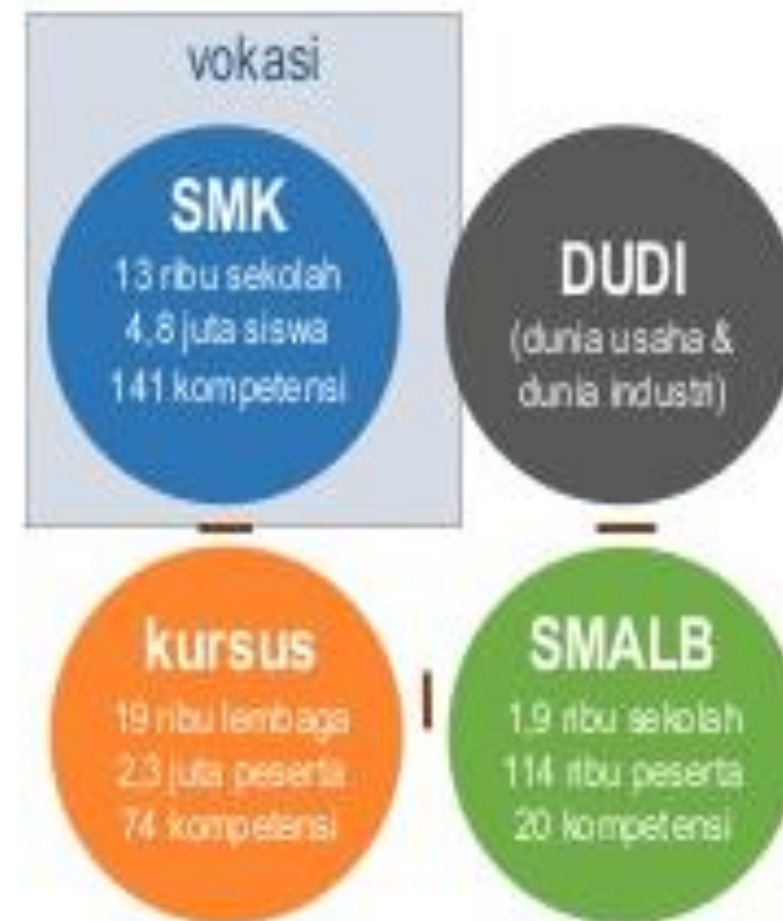 vokasi
SMK
13 ribu sekolah
4,8 juta siswa
141 kompetensi
DUDI
(dunia usaha &
dunia industri)
kursus
19 ribu lembaga
2,3 juta peserta
74 kompetensi
SMALB
1,9 ribu sekolah
114 ribu peserta
20 kompetensi